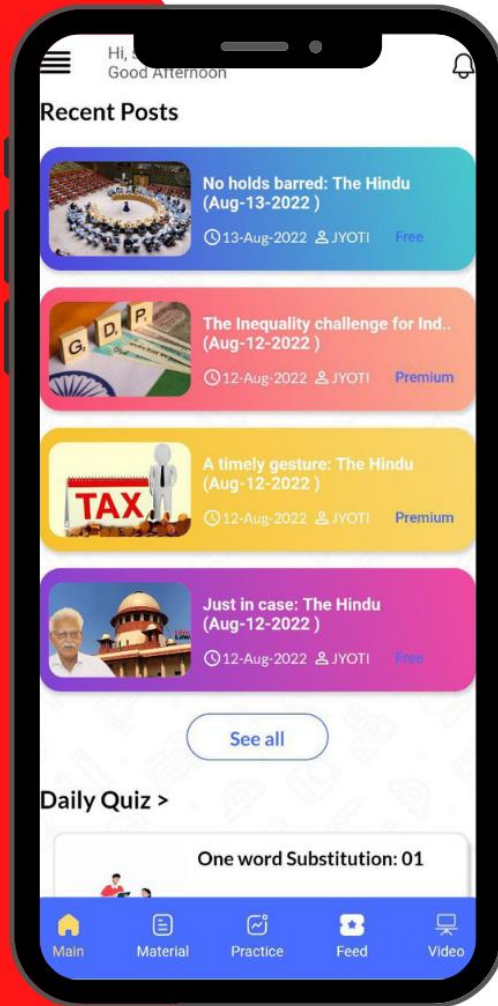 Hi,
Good Afternoon
Recent Posts
No holds barred: The Hindu
(Aug-13-2022 )
13-Aug-2022 JYOTI Free
G D P
The Inequality challenge for Ind..
(Aug-12-2022 )
12-Aug-2022 JYOTI Premium
TAX
A timely gesture: The Hindu
(Aug-12-2022 )
12-Aug-2022 JYOTI Premium
Just in case: The Hindu
(Aug-12-2022 )
12-Aug-2022 JYOTI Free
See all
Daily Quiz >
One word Substitution: 01
Main Material Practice Feed Video